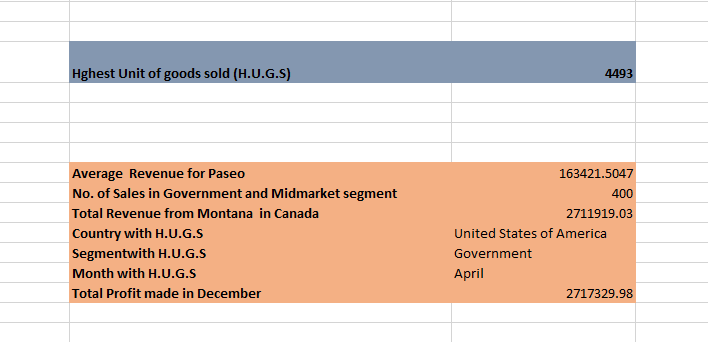 Hghest Unit of goods sold (H.U.G.S) 4493
Average  Revenue for Paseo 163421.5047
No. of Sales in Government and Midmarket segment 400
Total Revenue from Montana  in Canada 2711919.03
Country with H.U.G.S United States of America
Segmentwith H.U.G.S Government
Month with H.U.G.S April
Total Profit made in December 2717329.98